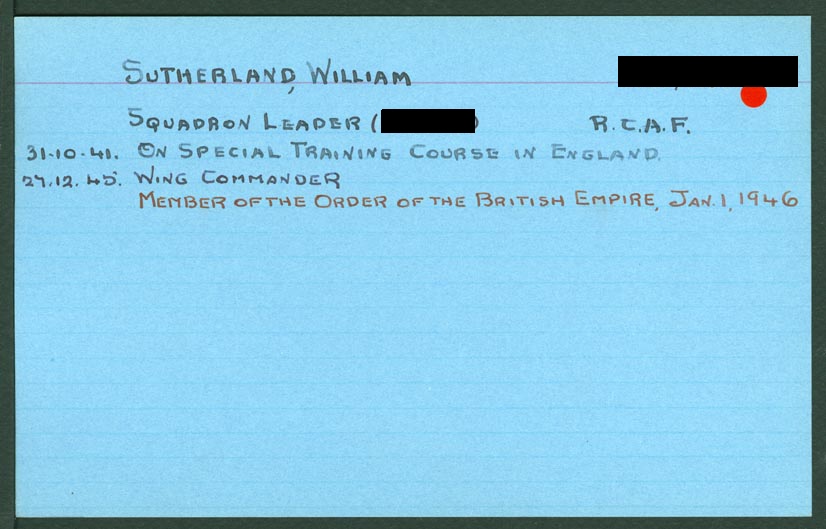 SUTHERLAND, WILLIAM
SQUADRON LEADER ( ) R.C.A.F.
31.10.41. ON SPECIAL TRAINING COURSE IN ENGLAND.
27.12.45. WING COMMANDER
MEMBER OF THE ORDER OF THE BRITISH EMPIRE, JAN. 1, 1946